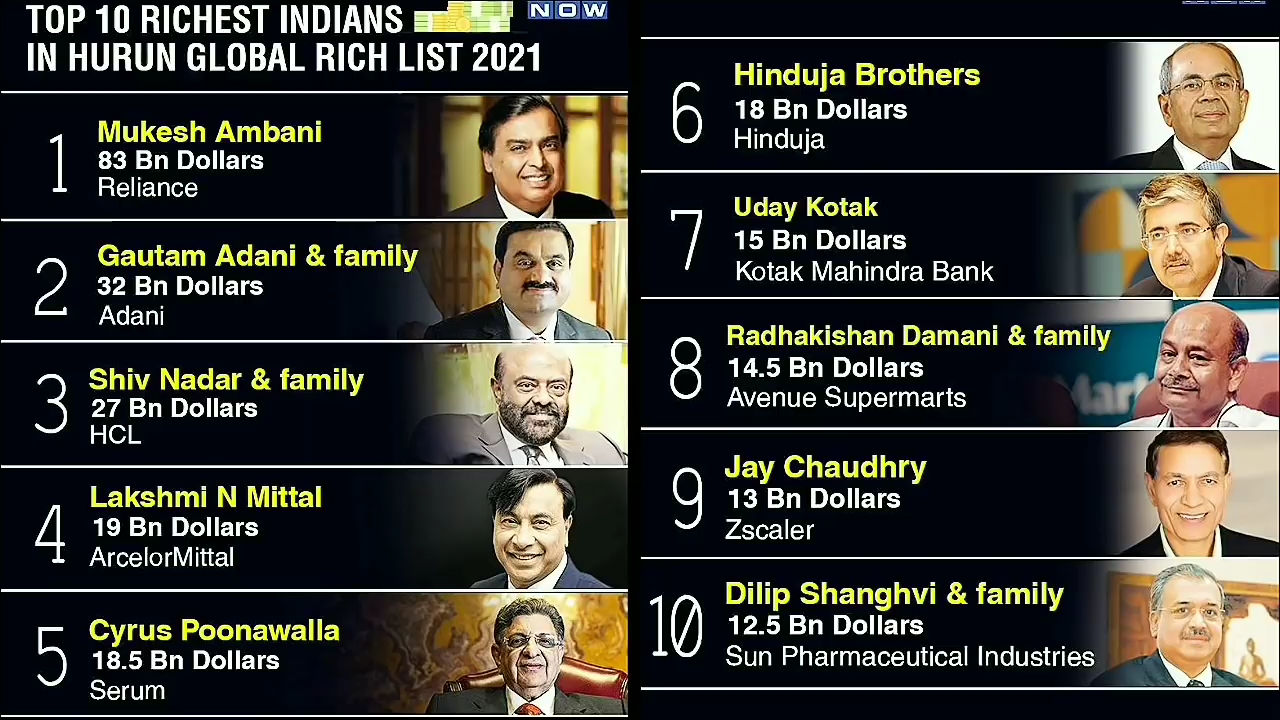 TOP 10 RICHEST INDIANS
NOW
IN HURUN GLOBAL RICH LIST 2021
1
Mukesh Ambani
83 Bn Dollars
Reliance
2
Gautam Adani & family
32 Bn Dollars
Adani
3
Shiv Nadar & family
27 Bn Dollars
HCL
4
Lakshmi N Mittal
19 Bn Dollars
ArcelorMittal
5
Cyrus Poonawalla
18.5 Bn Dollars
Serum
6
Hinduja Brothers
18 Bn Dollars
Hinduja
7
Uday Kotak
15 Bn Dollars
Kotak Mahindra Bank
8
Radhakishan Damani & family
14.5 Bn Dollars
Avenue Supermarts
Mart
9
Jay Chaudhry
13 Bn Dollars
Zscaler
10
Dilip Shanghvi & family
12.5 Bn Dollars
Sun Pharmaceutical Industries